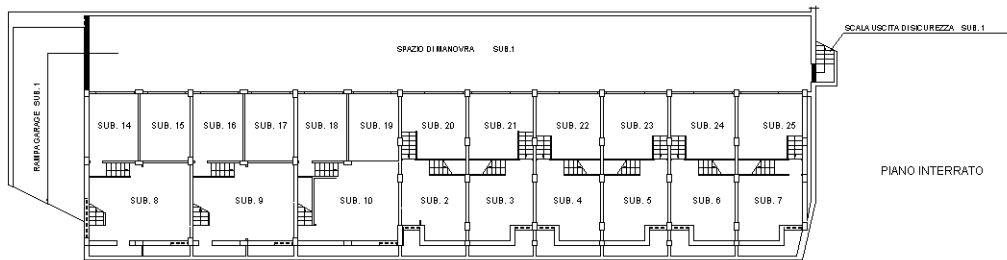 SCALA USCITA DI SICUREZZA SUB. 1
SPAZIO DI MANOVRA SUB.1
RAMPA GARAGE SUB. 1
SUB. 14
SUB. 15
SUB. 16
SUB. 17
SUB. 18
SUB. 19
SUB. 20
SUB. 21
SUB. 22
SUB. 23
SUB. 24
SUB. 25
PIANO INTERRATO
SUB. 8
SUB. 9
SUB. 10
SUB. 2
SUB. 3
SUB. 4
SUB. 5
SUB. 6
SUB. 7